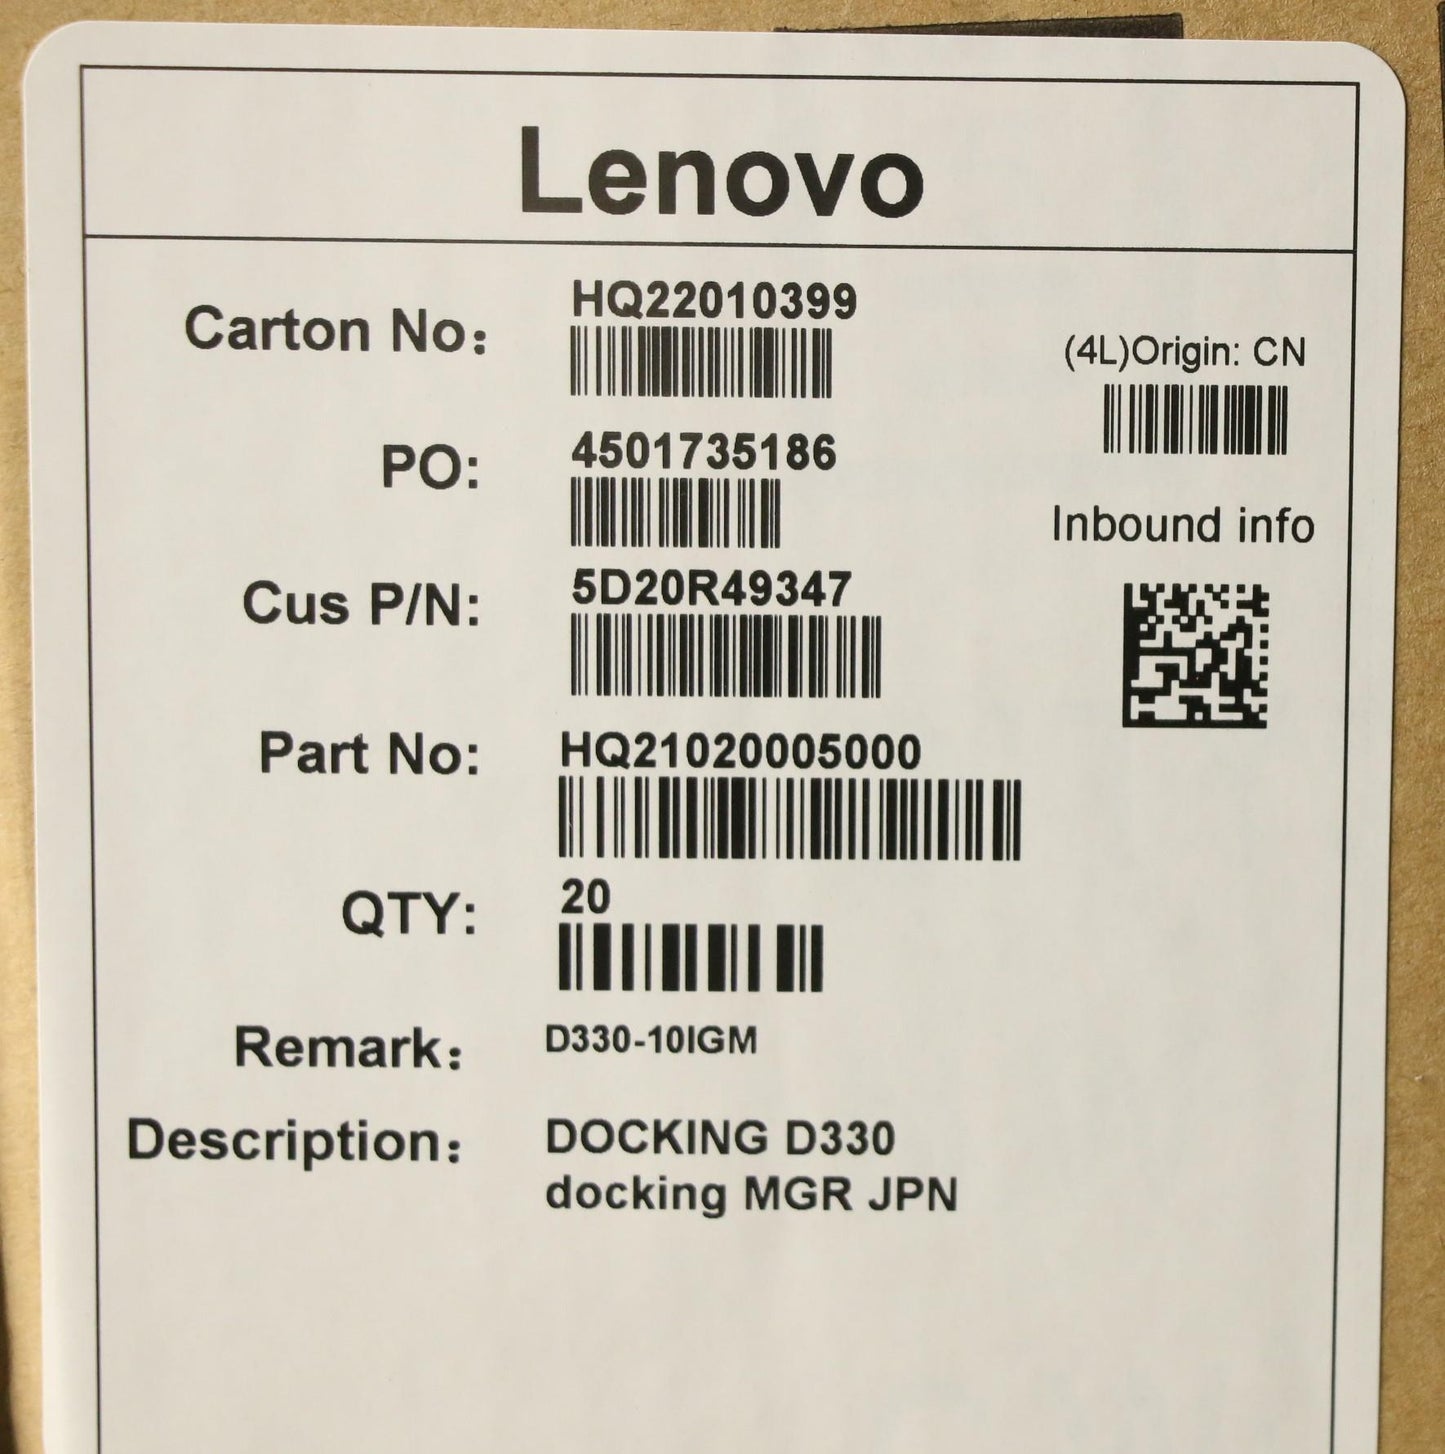 Lenovo
Carton No: HQ22010399
(4L)Origin: CN
PO: 4501735186
Inbound info
Cus P/N: 5D20R49347
Part No: HQ21020005000
QTY: 20
Remark: D330-10IGM
Description: DOCKING D330
docking MGR JPN